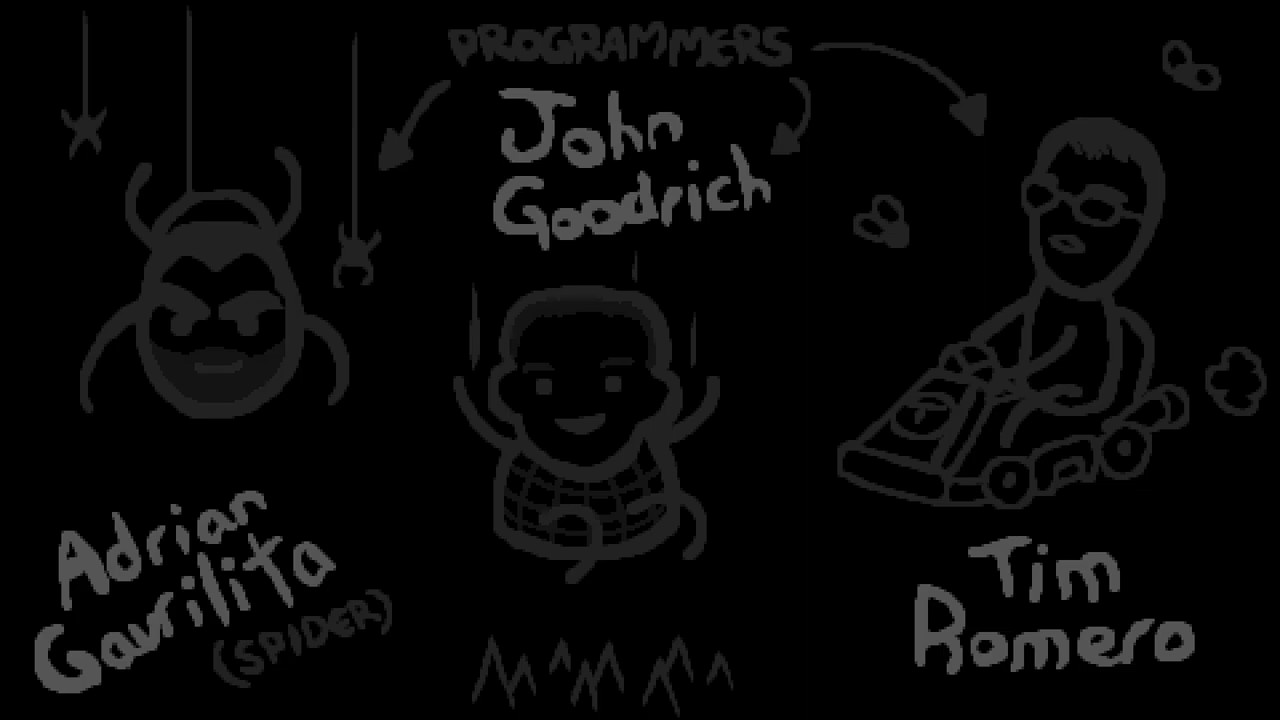 PROGRAMMERS
John
Goodrich
Adrian
Gavrilita
(SPIDER)
Tim
Romero